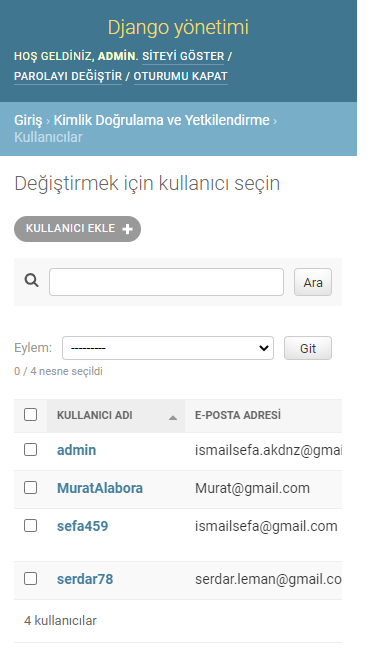 Django yönetimi
HOŞ GELDİNİZ, ADMIN. SİTEYİ GÖSTER /
PAROLAYI DEĞİŞTİR / OTURUMU KAPAT
Giriş › Kimlik Doğrulama ve Yetkilendirme ›
Kullanıcılar
Değiştirmek için kullanıcı seçin
KULLANICI EKLE +
Ara
Eylem: --------- Git
0 / 4 nesne seçildi
KULLANICI ADI E-POSTA ADRESİ
admin ismailsefa.akdnz@gmai
MuratAlabora Murat@gmail.com
sefa459 ismailsefa@gmail.com
serdar78 serdar.leman@gmail.co
4 kullanıcılar